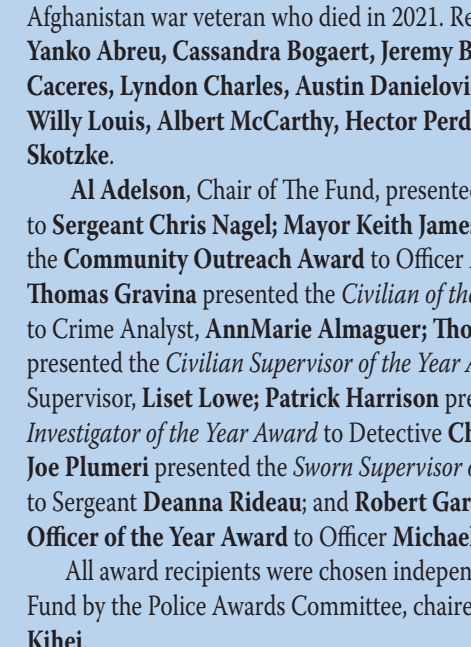 Afghanistan war veteran who died in 2021. Re
Yanko Abreu, Cassandra Bogaert, Jeremy B
Caceres, Lyndon Charles, Austin Danielovi
Willy Louis, Albert McCarthy, Hector Perd
Skotzke.
Al Adelson, Chair of The Fund, presented
to Sergeant Chris Nagel; Mayor Keith James
the Community Outreach Award to Officer
Thomas Gravina presented the Civilian of the
to Crime Analyst, AnnMarie Almaguer; Tho
presented the Civilian Supervisor of the Year A
Supervisor, Liset Lowe; Patrick Harrison pre
Investigator of the Year Award to Detective Ch
Joe Plumeri presented the Sworn Supervisor o
to Sergeant Deanna Rideau; and Robert Gar
Officer of the Year Award to Officer Michael
All award recipients were chosen indepen
Fund by the Police Awards Committee, chaire
Kihei.